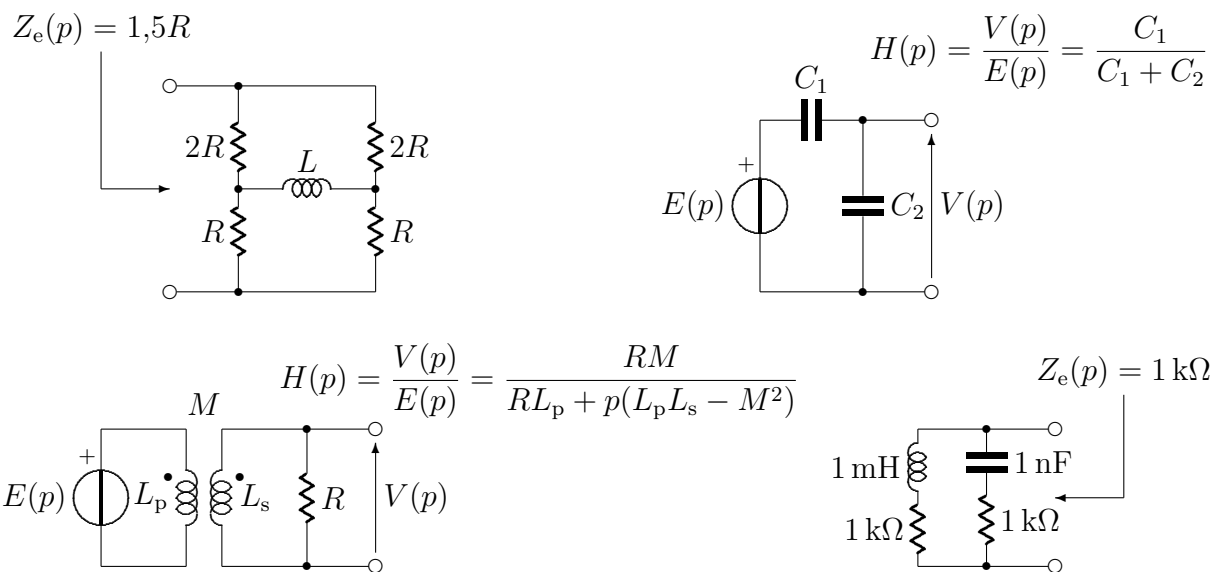 Z_e(p) = 1,5R
2R
2R
L
R
R
H(p) = V(p)/E(p) = C_1/(C_1 + C_2)
C_1
+
E(p)
C_2
V(p)
H(p) = V(p)/E(p) = RM/(RL_p + p(L_pL_s − M²))
M
+
E(p)
L_p
L_s
R
V(p)
Z_e(p) = 1 kΩ
1 mH
1 nF
1 kΩ
1 kΩ